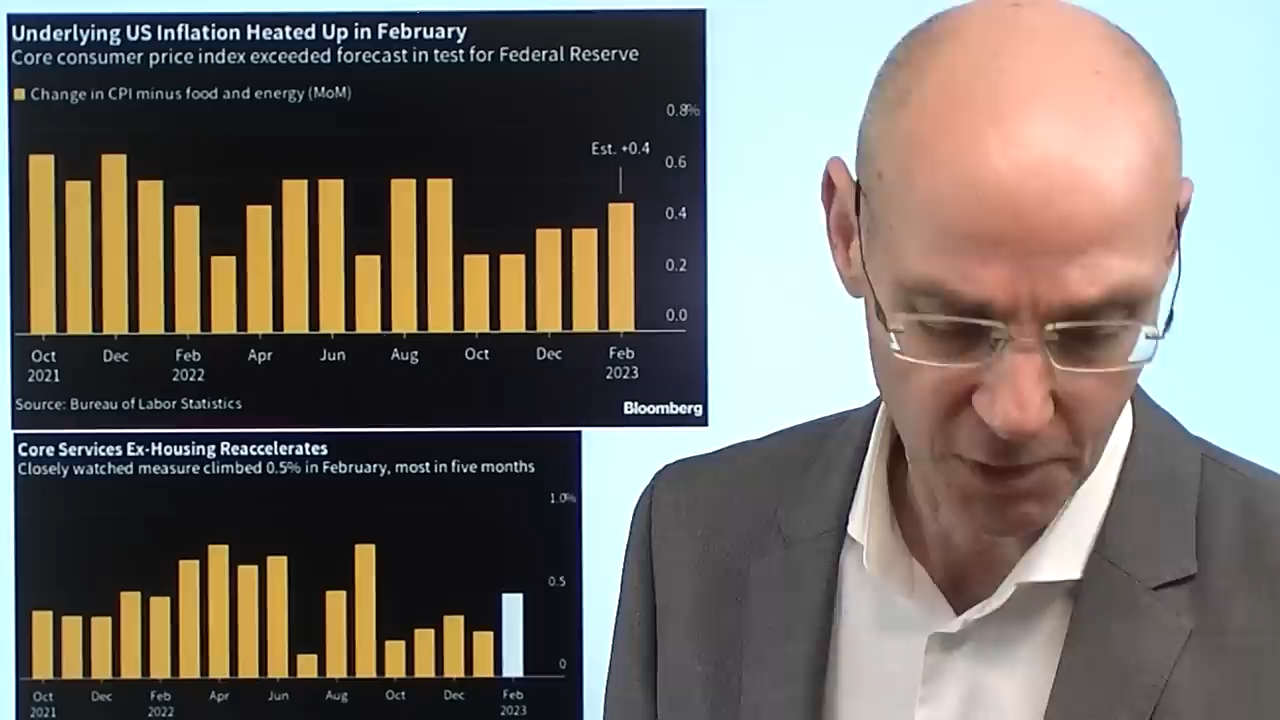 Underlying US Inflation Heated Up in February
Core consumer price index exceeded forecast in test for Federal Reserve
Change in CPI minus food and energy (MoM)
0.8%
Est. +0.4
0.6
0.4
0.2
0.0
Oct Dec Feb Apr Jun Aug Oct Dec Feb
2021 2022 2023
Source: Bureau of Labor Statistics
Bloomberg
Core Services Ex-Housing Reaccelerates
Closely watched measure climbed 0.5% in February, most in five months
1.0%
0.5
0
Oct Dec Feb Apr Jun Aug Oct Dec Feb
2021 2022 2023